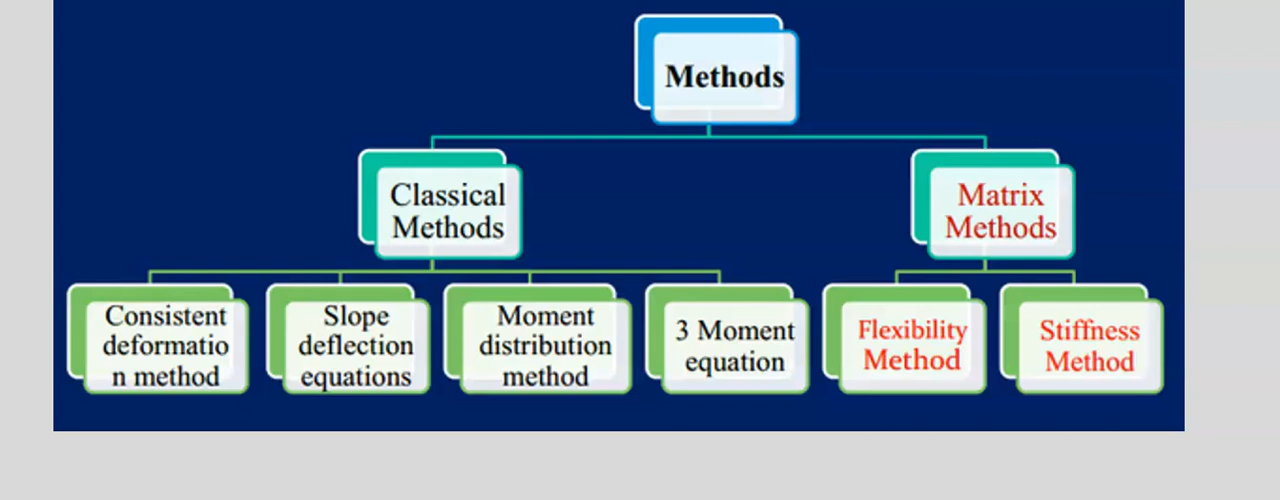 Methods
Classical
Methods
Matrix
Methods
Consistent
deformatio
n method
Slope
deflection
equations
Moment
distribution
method
3 Moment
equation
Flexibility
Method
Stiffness
Method